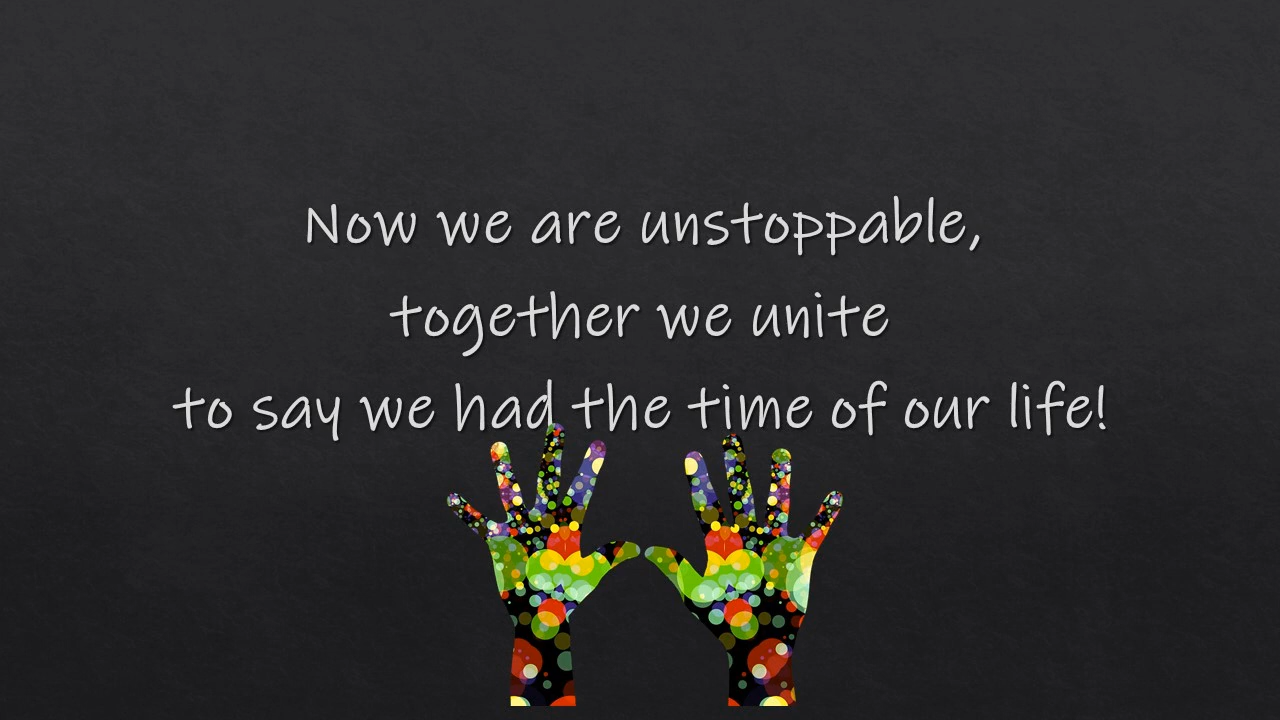 Now we are unstoppable,
together we unite
to say we had the time of our life!